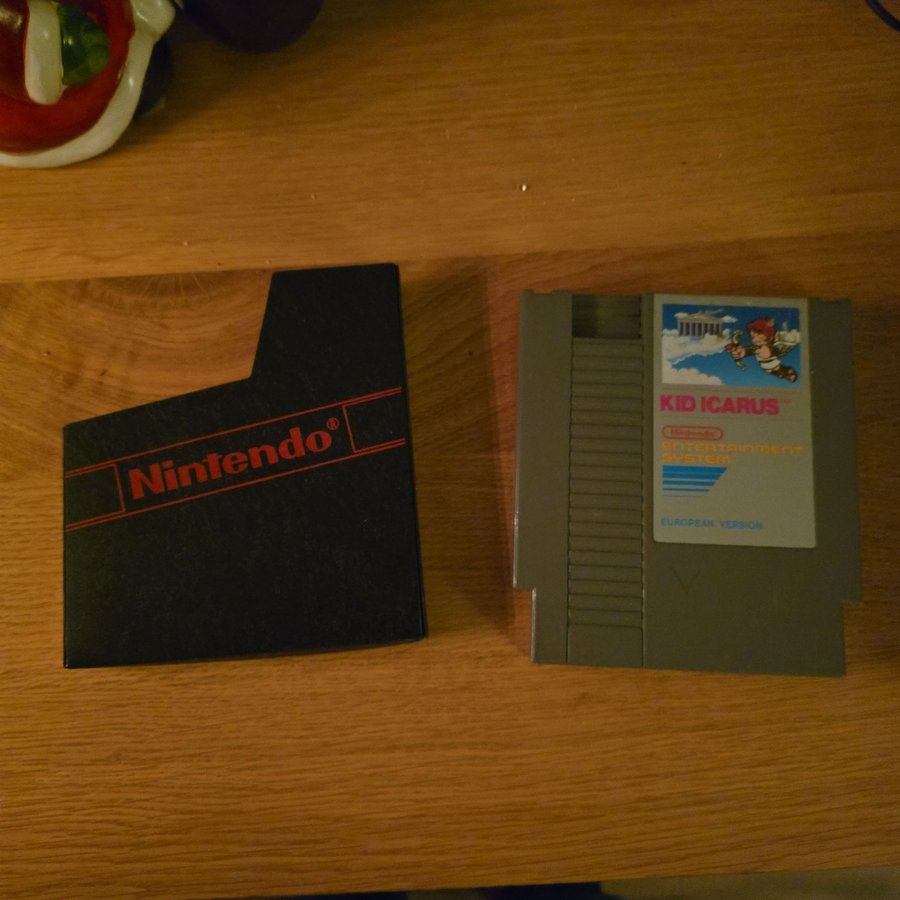 Nintendo®
KID ICARUS™
Nintendo®
ENTERTAINMENT
SYSTEM
EUROPEAN VERSION